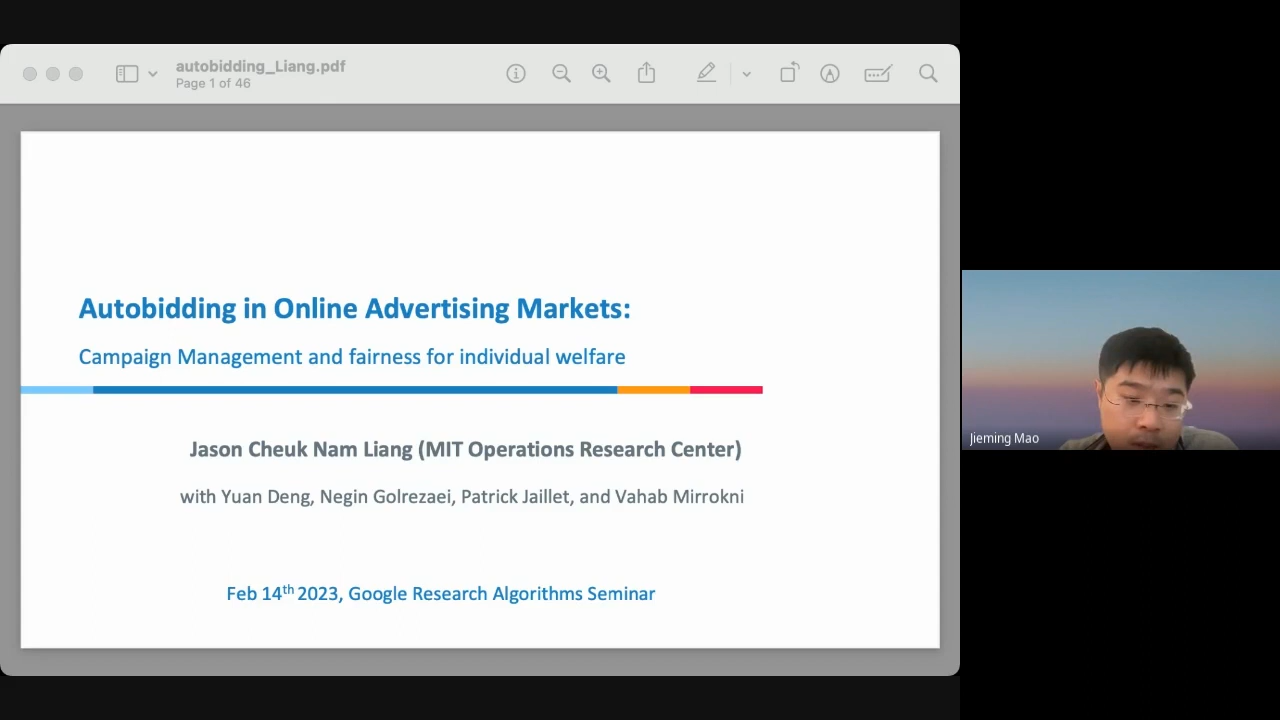 autobidding_Liang.pdf
Page 1 of 46
Autobidding in Online Advertising Markets:
Campaign Management and fairness for individual welfare
Jason Cheuk Nam Liang (MIT Operations Research Center)
with Yuan Deng, Negin Golrezaei, Patrick Jaillet, and Vahab Mirrokni
Feb 14th 2023, Google Research Algorithms Seminar
Jieming Mao